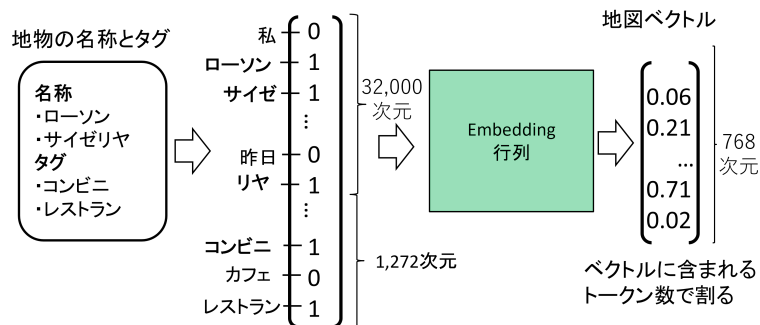 地物の名称とタグ
名称
・ローソン
・サイゼリヤ
タグ
・コンビニ
・レストラン
私 0
ローソン 1
サイゼ 1
...
昨日 0
リヤ 1
...
コンビニ 1
カフェ 0
レストラン 1
32,000
次元
1,272次元
Embedding
行列
地図ベクトル
0.06
0.21
...
0.71
0.02
768
次元
ベクトルに含まれる
トークン数で割る